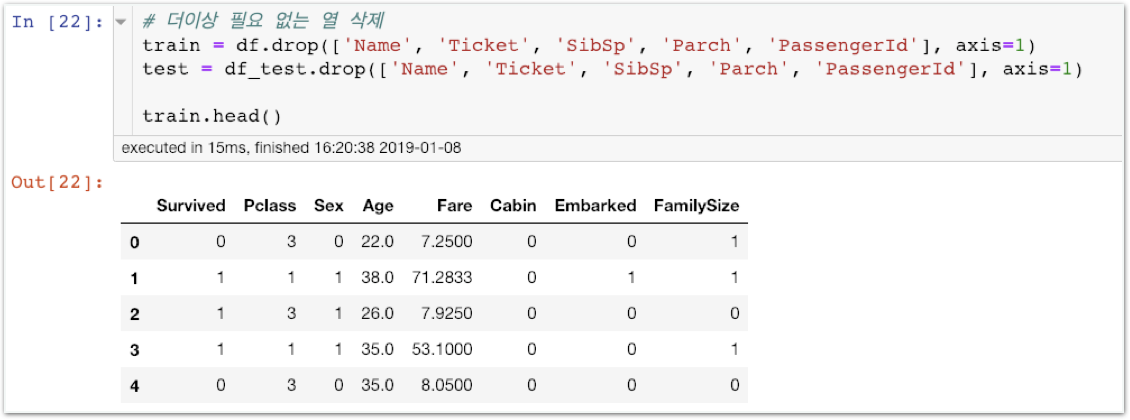 In [22]:
# 더이상 필요 없는 열 삭제
train = df.drop(['Name', 'Ticket', 'SibSp', 'Parch', 'PassengerId'], axis=1)
test = df_test.drop(['Name', 'Ticket', 'SibSp', 'Parch', 'PassengerId'], axis=1)
train.head()
executed in 15ms, finished 16:20:38 2019-01-08
Out[22]:
Survived Pclass Sex Age Fare Cabin Embarked FamilySize
0 0 3 0 22.0 7.2500 0 0 1
1 1 1 1 38.0 71.2833 0 1 1
2 1 3 1 26.0 7.9250 0 0 0
3 1 1 1 35.0 53.1000 0 0 1
4 0 3 0 35.0 8.0500 0 0 0